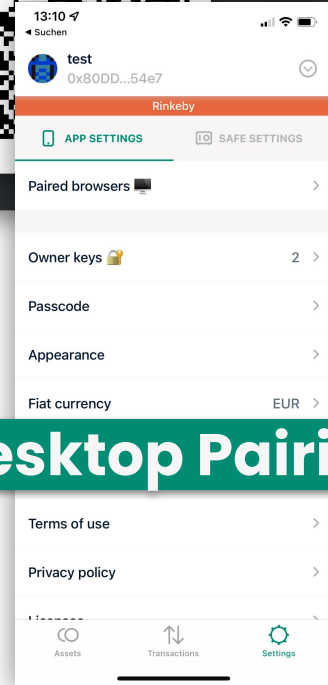 13:10
Suchen
test
0x80DD...54e7
Rinkeby
APP SETTINGS
SAFE SETTINGS
Paired browsers
Owner keys
2
Passcode
Appearance
Fiat currency
EUR
esktop Pairi
Terms of use
Privacy policy
Assets
Transactions
Settings